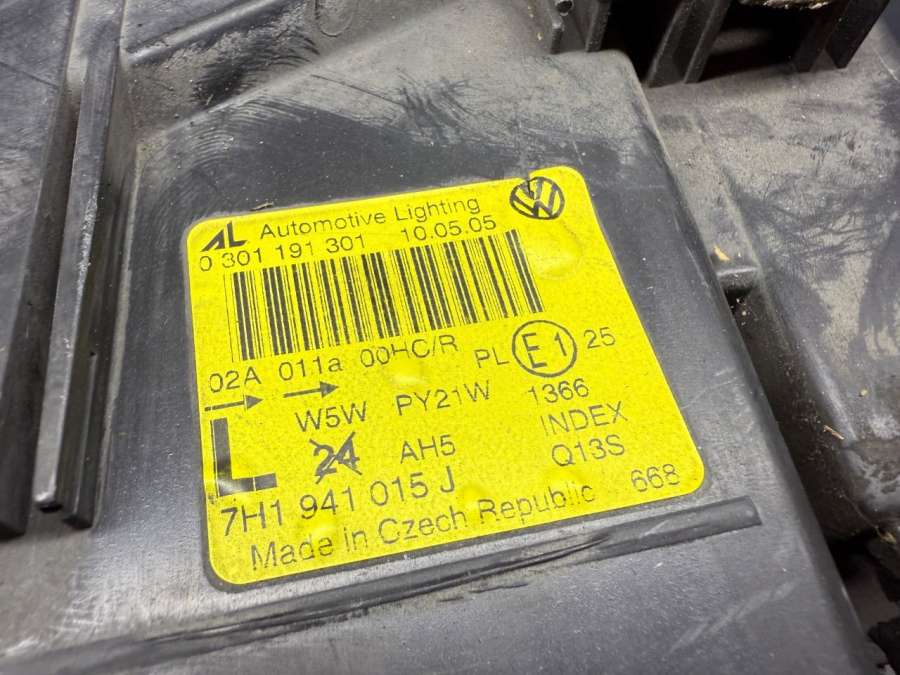 AL Automotive Lighting
0 301 191 301 10.05.05
02A 011a 00HC/R PL E1 25
W5W PY21W 1366
L 24 AH5 INDEX
Q13S
7H1 941 015 J
Made in Czech Republic 668